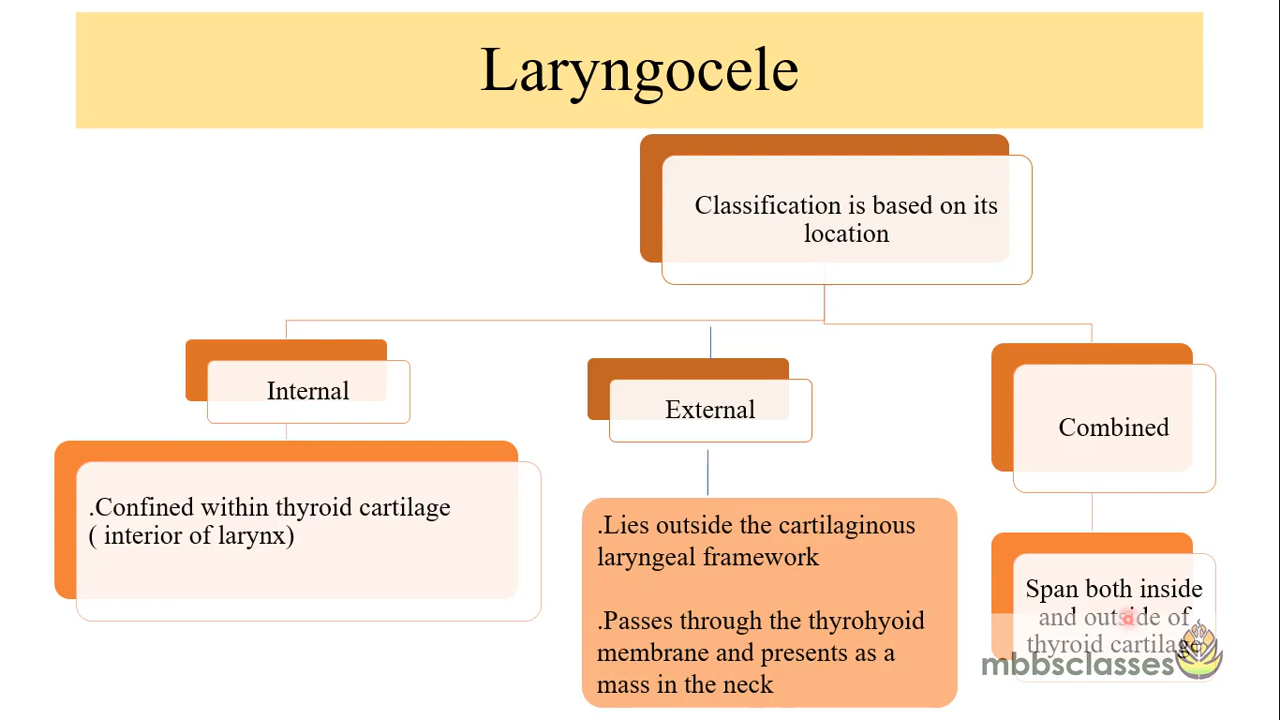 Laryngocele
Classification is based on its
location
Internal
.Confined within thyroid cartilage
( interior of larynx)
External
.Lies outside the cartilaginous
laryngeal framework
.Passes through the thyrohyoid
membrane and presents as a
mass in the neck
Combined
Span both inside
and outside of
thyroid cartilage
mbbsclasses